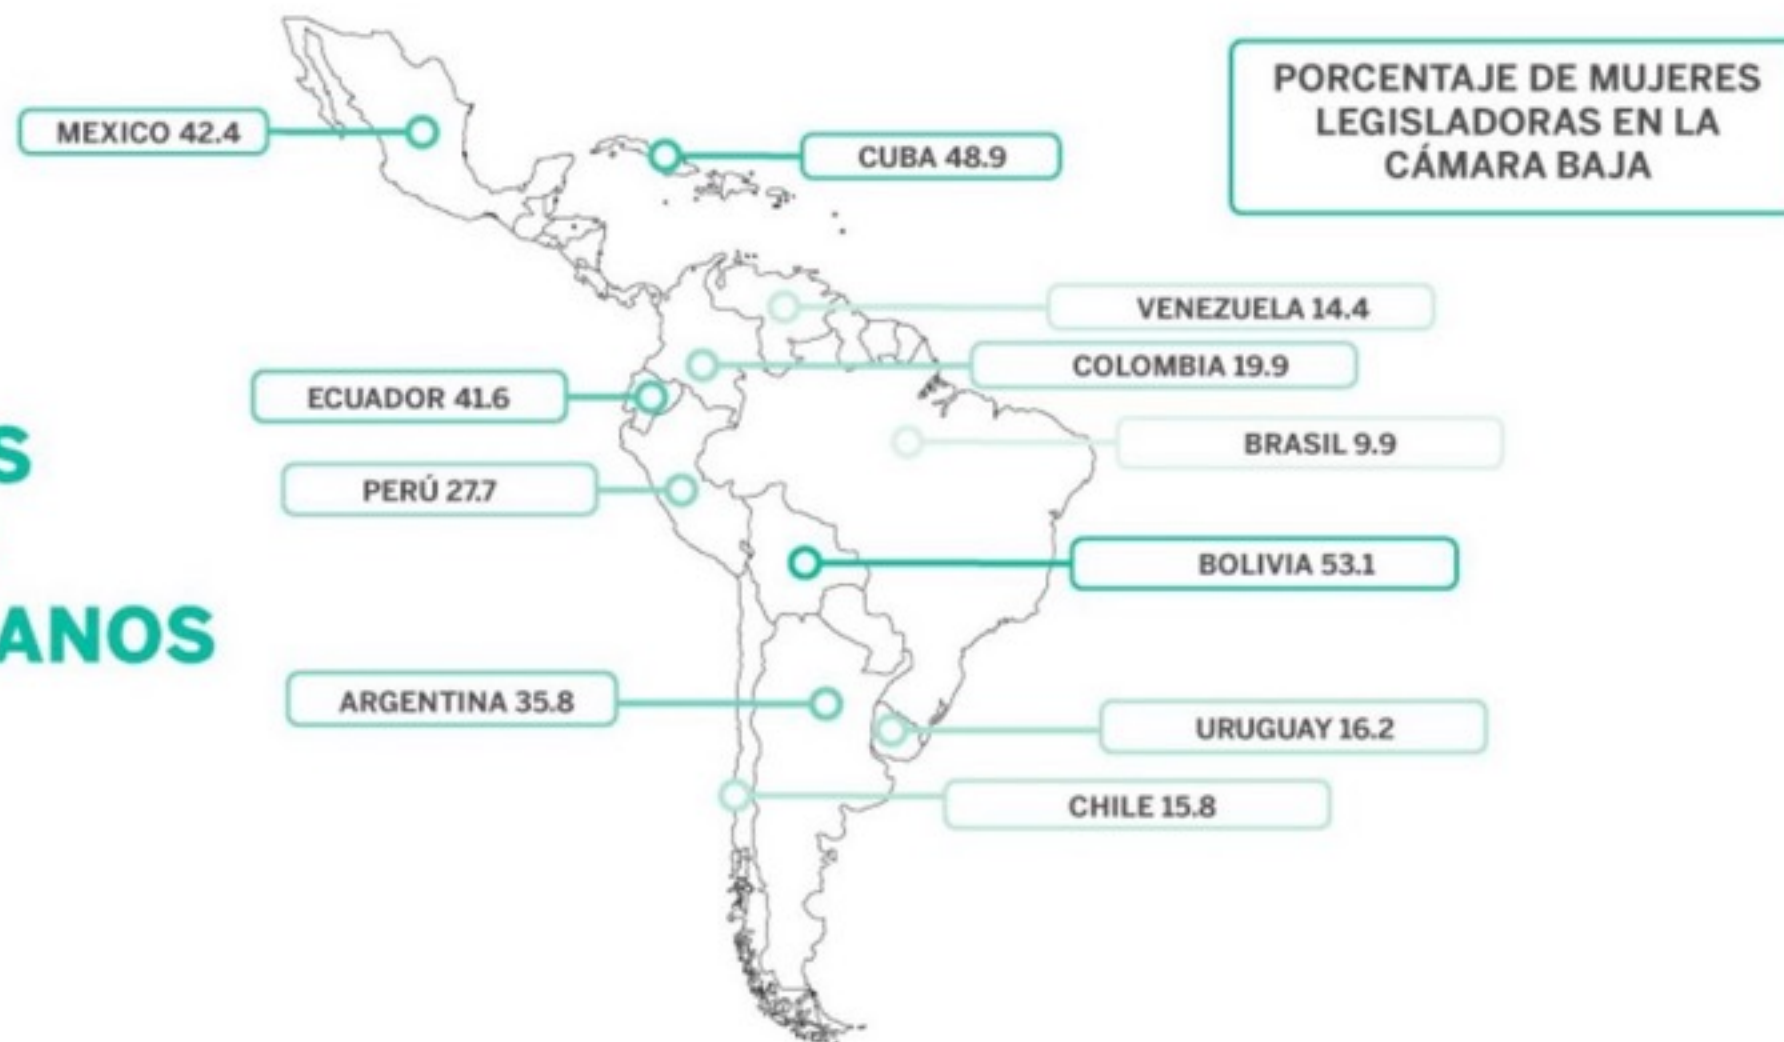 PORCENTAJE DE MUJERES
LEGISLADORAS EN LA
CÁMARA BAJA
MEXICO 42.4
CUBA 48.9
VENEZUELA 14.4
COLOMBIA 19.9
ECUADOR 41.6
BRASIL 9.9
PERÚ 27.7
BOLIVIA 53.1
ARGENTINA 35.8
URUGUAY 16.2
CHILE 15.8
S
ANOS